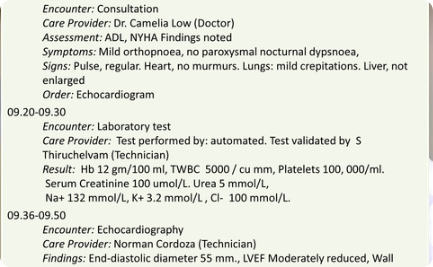 Encounter: Consultation
Care Provider: Dr. Camelia Low (Doctor)
Assessment: ADL, NYHA Findings noted
Symptoms: Mild orthopnoea, no paroxysmal nocturnal dypsnoea,
Signs: Pulse, regular. Heart, no murmurs. Lungs: mild crepitations. Liver, not
enlarged
Order: Echocardiogram
09.20-09.30
Encounter: Laboratory test
Care Provider: Test performed by: automated. Test validated by S
Thiruchelvam (Technician)
Result: Hb 12 gm/100 ml, TWBC 5000 / cu mm, Platelets 100, 000/ml.
Serum Creatinine 100 umol/L. Urea 5 mmol/L,
Na+ 132 mmol/L, K+ 3.2 mmol/L , Cl- 100 mmol/L.
09.36-09.50
Encounter: Echocardiography
Care Provider: Norman Cordoza (Technician)
Findings: End-diastolic diameter 55 mm., LVEF Moderately reduced, Wall